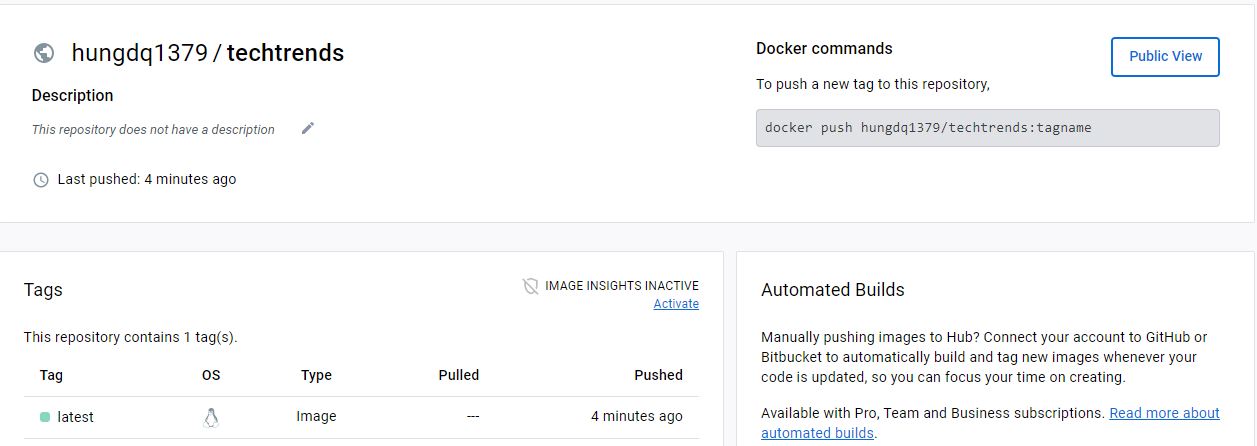 hungdq1379 / techtrends
Description
This repository does not have a description
Last pushed: 4 minutes ago
Docker commands
Public View
To push a new tag to this repository,
docker push hungdq1379/techtrends:tagname
Tags
IMAGE INSIGHTS INACTIVE
Activate
This repository contains 1 tag(s).
Tag OS Type Pulled Pushed
latest Image --- 4 minutes ago
Automated Builds
Manually pushing images to Hub? Connect your account to GitHub or
Bitbucket to automatically build and tag new images whenever your
code is updated, so you can focus your time on creating.
Available with Pro, Team and Business subscriptions. Read more about
automated builds.